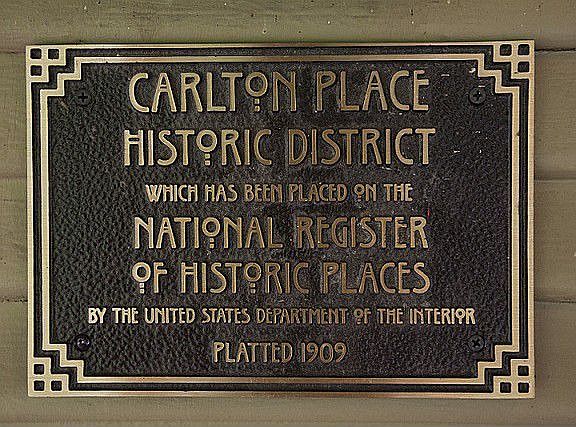 CARLTON PLACE
HISTORIC DISTRICT
WHICH HAS BEEN PLACED ON THE
NATIONAL REGISTER
OF HISTORIC PLACES
BY THE UNITED STATES DEPARTMENT OF THE INTERIOR
PLATTED 1909